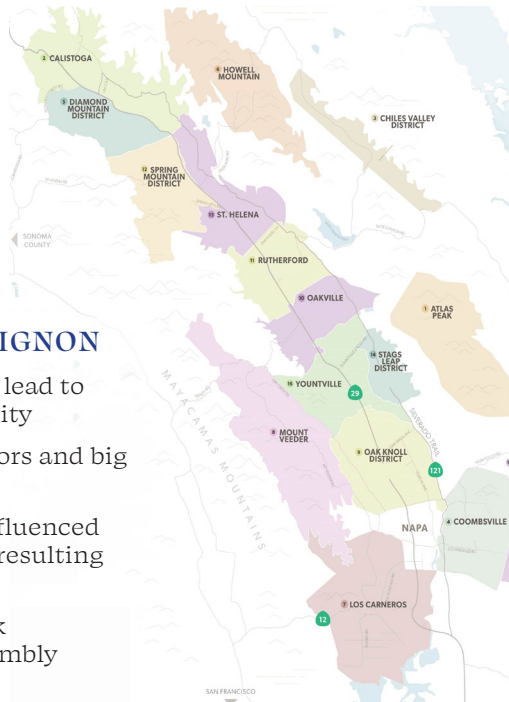 2 CALISTOGA
6 HOWELL
MOUNTAIN
5 DIAMOND
MOUNTAIN
DISTRICT
3 CHILES VALLEY
DISTRICT
12 SPRING
MOUNTAIN
DISTRICT
13 ST. HELENA
SONOMA
COUNTY
11 RUTHERFORD
10 OAKVILLE
1 ATLAS
PEAK
IGNON
lead to
ity
ors and big
fluenced
resulting
k
mbly
14 STAGS
LEAP
DISTRICT
16 YOUNTVILLE
29
MAYACAMAS MOUNTAINS
8 MOUNT
VEEDER
SILVERADO TRAIL
9 OAK KNOLL
DISTRICT
121
NAPA
4 COOMBSVILLE
7 LOS CARNEROS
12
SAN FRANCISCO